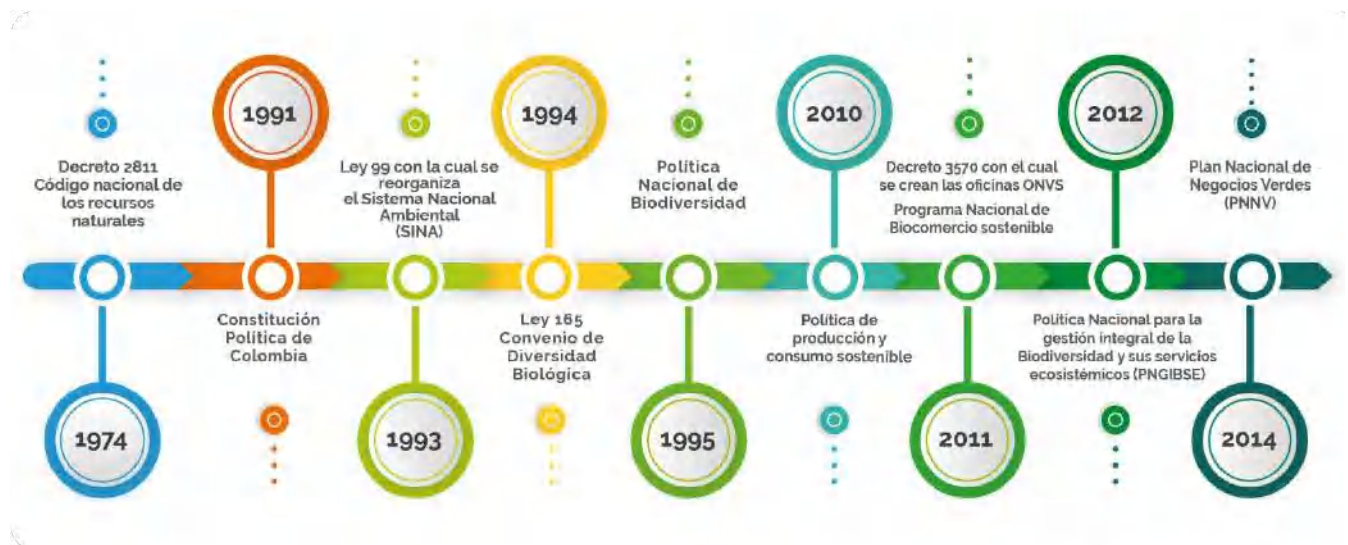 1974
Decreto 2811
Código nacional de
los recursos
naturales
1991
Constitución
Política de
Colombia
1993
Ley 99 con la cual se
reorganiza
el Sistema Nacional
Ambiental
(SINA)
1994
Ley 165
Convenio de
Diversidad
Biológica
1995
Política
Nacional de
Biodiversidad
2010
Política de
producción y
consumo sostenible
2011
Decreto 3570 con el cual
se crean las oficinas ONVS
Programa Nacional de
Biocomercio sostenible
2012
Política Nacional para la
gestión integral de la
Biodiversidad y sus servicios
ecosistémicos (PNGIBSE)
2014
Plan Nacional de
Negocios Verdes
(PNNV)